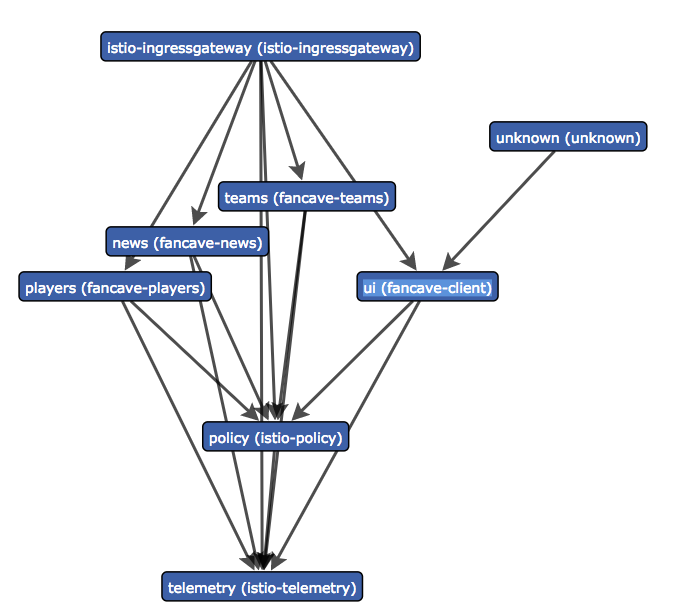 istio-ingressgateway (istio-ingressgateway)
unknown (unknown)
teams (fancave-teams)
news (fancave-news)
players (fancave-players)
ui (fancave-client)
policy (istio-policy)
telemetry (istio-telemetry)